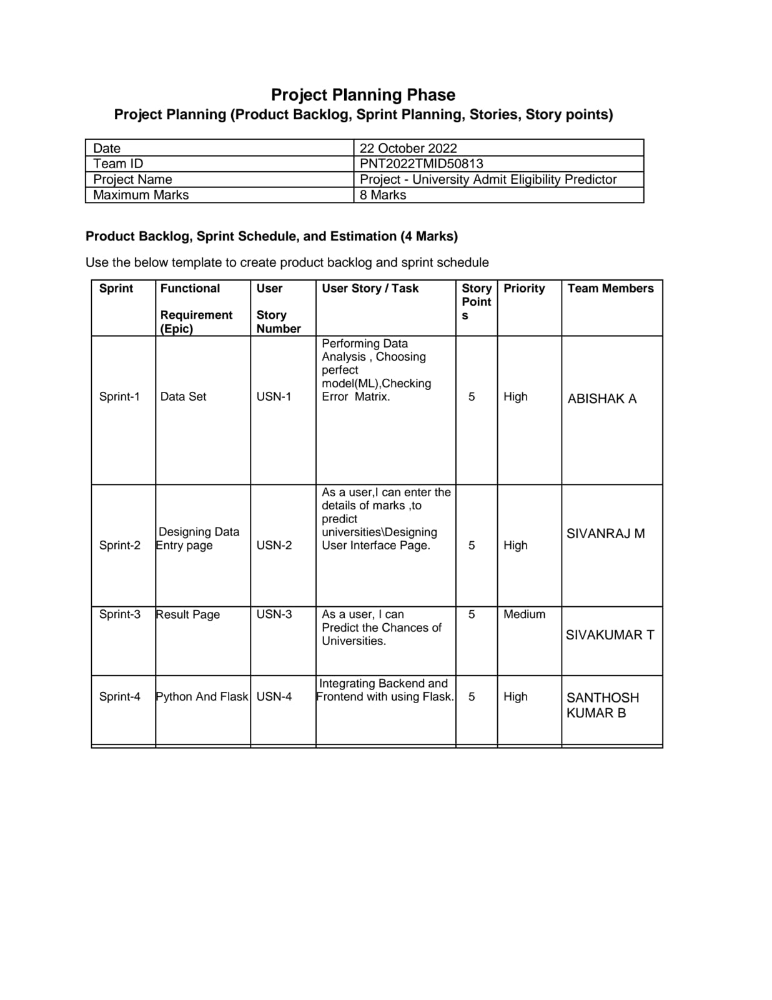 Project Planning Phase
Project Planning (Product Backlog, Sprint Planning, Stories, Story points)
Date 22 October 2022
Team ID PNT2022TMID50813
Project Name Project - University Admit Eligibility Predictor
Maximum Marks 8 Marks
Product Backlog, Sprint Schedule, and Estimation (4 Marks)
Use the below template to create product backlog and sprint schedule
Sprint
Functional
Requirement
(Epic)
User
Story
Number
User Story / Task
Story
Point
s
Priority
Team Members
Sprint-1
Data Set
USN-1
Performing Data
Analysis , Choosing
perfect
model(ML),Checking
Error  Matrix.
5
High
ABISHAK A
Sprint-2
Designing Data
Entry page
USN-2
As a user,I can enter the
details of marks ,to
predict
universities\Designing
User Interface Page.
5
High
SIVANRAJ M
Sprint-3
Result Page
USN-3
As a user, I can
Predict the Chances of
Universities.
5
Medium
SIVAKUMAR T
Sprint-4
Python And Flask
USN-4
Integrating Backend and
Frontend with using Flask.
5
High
SANTHOSH
KUMAR B